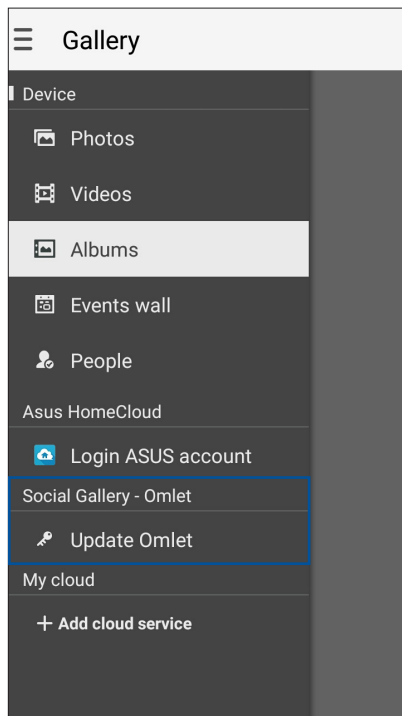 Gallery
Device
Photos
Videos
Albums
Events wall
People
Asus HomeCloud
Login ASUS account
Social Gallery - Omlet
Update Omlet
My cloud
+ Add cloud service